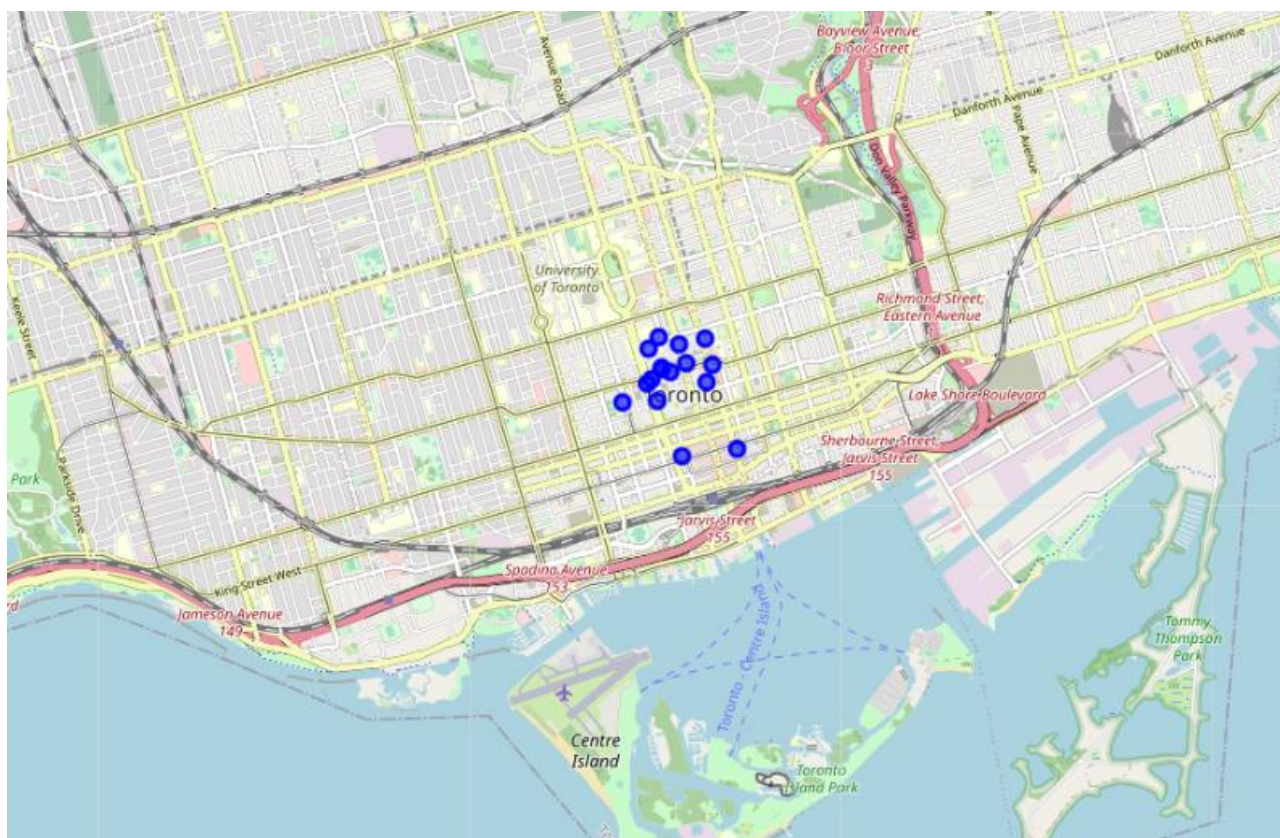 Bayview Avenue;
Bloor Street
3
Danforth Avenue
Avenue Road
Danforth Avenue
Pape Avenue
Don Valley Parkway
University
of Toronto
Keele Street
Richmond Street;
Eastern Avenue
Lake Shore Boulevard
Sherbourne Street;
Jarvis Street
155
Park
Parkside Drive
Jarvis Street
155
Spadina Avenue
153
King Street West
Jameson Avenue
149
Toronto - Centre Island
Tommy
Thompson
Park
Centre
Island
Toronto
Island Park